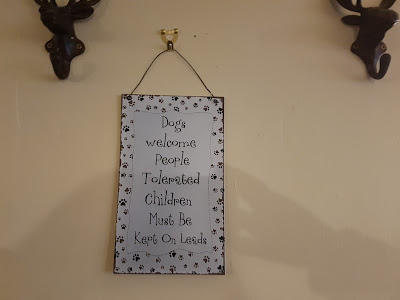 Dogs
welcome
People
Tolerated
Children
Must Be
Kept On Leads